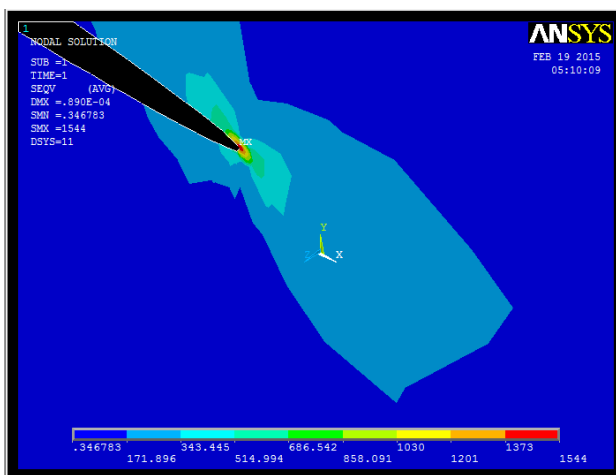 1
NODAL SOLUTION
SUB =1
TIME=1
SEQV (AVG)
DMX =.890E-04
SMN =.346783
SMX =1544
DSYS=11
ANSYS
FEB 19 2015
05:10:09
MX
Y
Z X
.346783 343.445 686.542 1030 1373
171.896 514.994 858.091 1201 1544